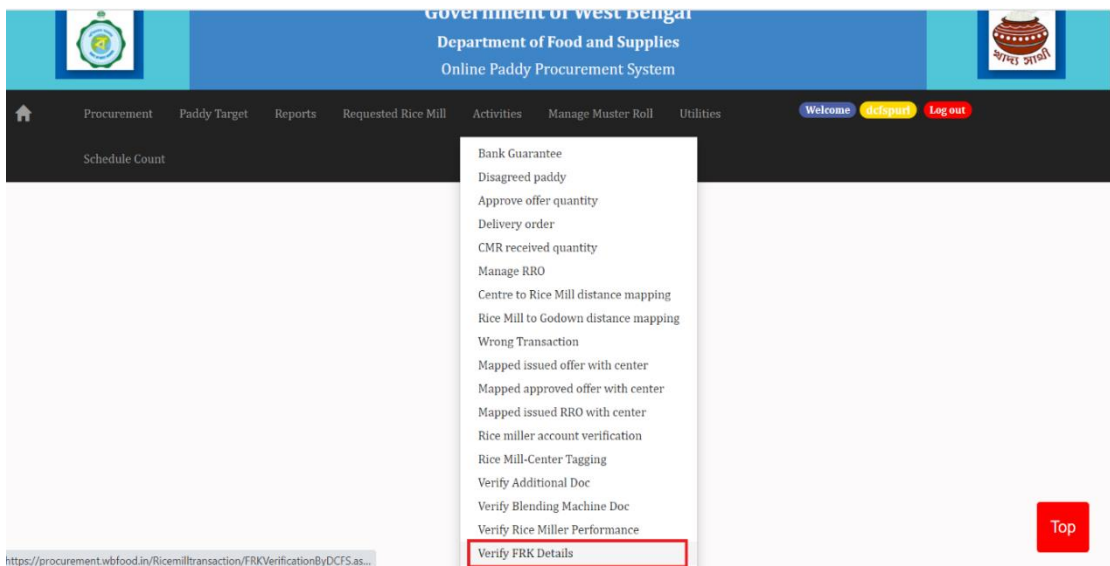 Government of West Bengal
Department of Food and Supplies
Online Paddy Procurement System
খাদ্য সাথী
Procurement Paddy Target Reports Requested Rice Mill Activities Manage Muster Roll Utilities Welcome dcfspuri Log out
Schedule Count
Bank Guarantee
Disagreed paddy
Approve offer quantity
Delivery order
CMR received quantity
Manage RRO
Centre to Rice Mill distance mapping
Rice Mill to Godown distance mapping
Wrong Transaction
Mapped issued offer with center
Mapped approved offer with center
Mapped issued RRO with center
Rice miller account verification
Rice Mill-Center Tagging
Verify Additional Doc
Verify Blending Machine Doc
Verify Rice Miller Performance
Verify FRK Details
Top
https://procurement.wbfood.in/Ricemilltransaction/FRKVerificationByDCFS.as...